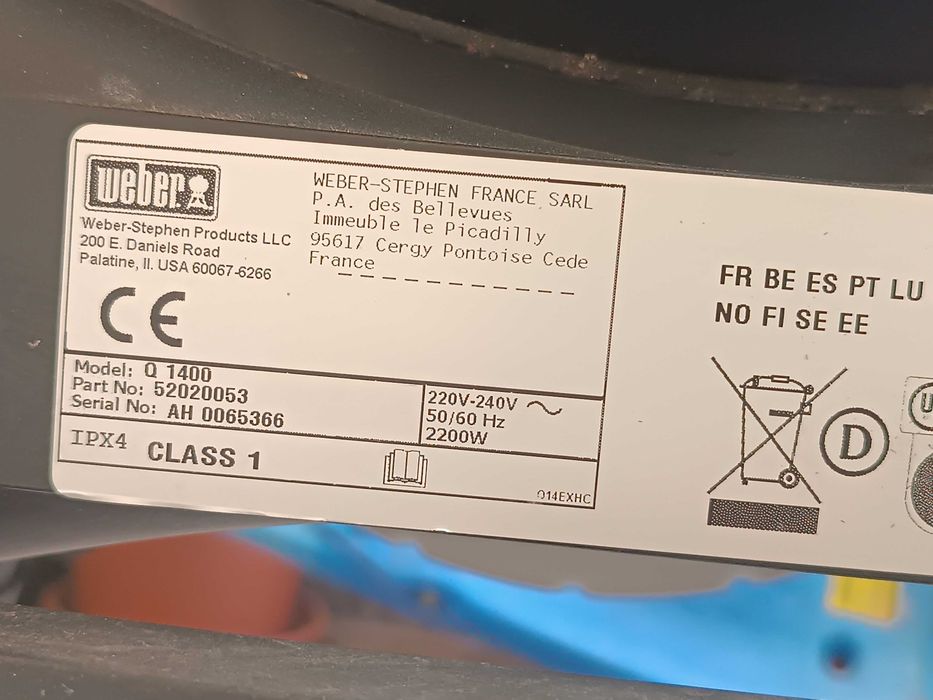 weber
Weber-Stephen Products LLC
200 E. Daniels Road
Palatine, Il. USA 60067-6266
WEBER-STEPHEN FRANCE SARL
P.A. des Bellevues
Immeuble le Picadilly
95617 Cergy Pontoise Cede
France
CE
Model: Q 1400
Part No: 52020053
Serial No: AH 0065366
220V-240V ~
50/60 Hz
2200W
IPX4 CLASS 1
014EXHC
FR BE ES PT LU
NO FI SE EE
D